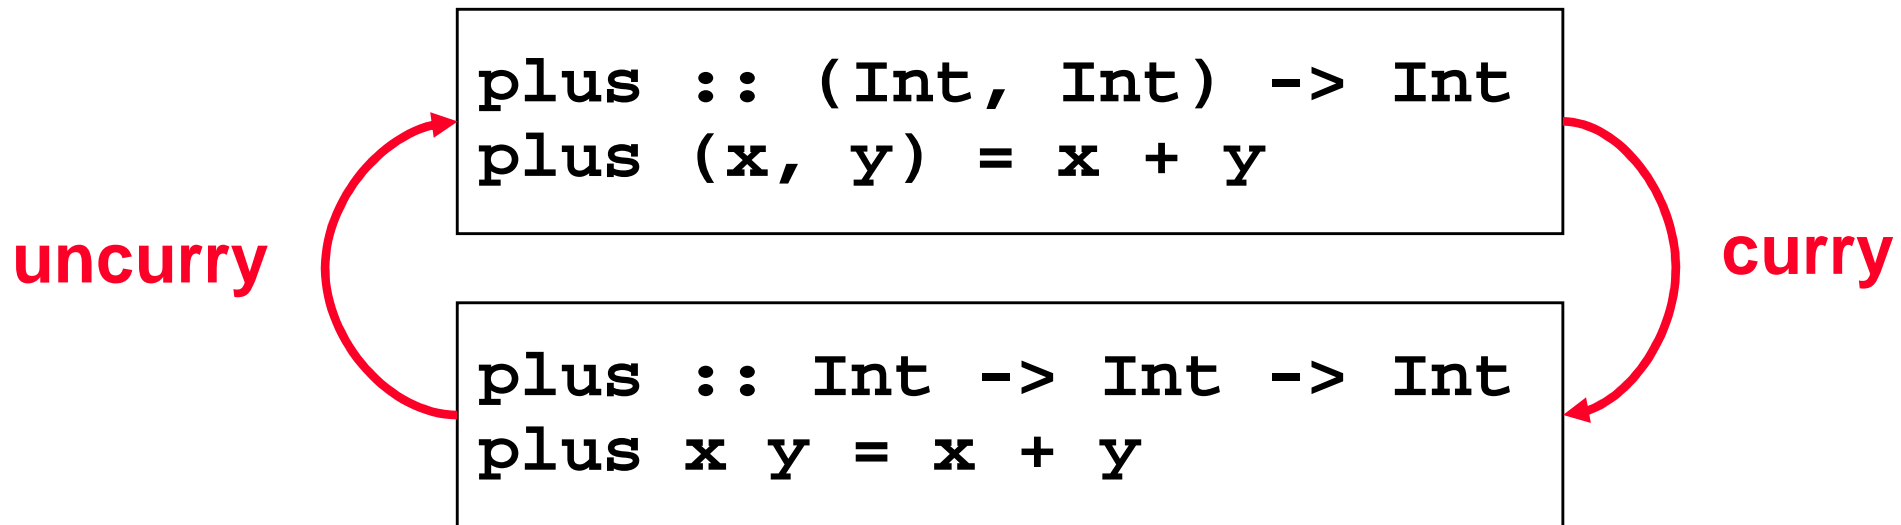 plus :: (Int, Int) -> Int
plus (x, y) = x + y
uncurry
curry
plus :: Int -> Int -> Int
plus x y = x + y